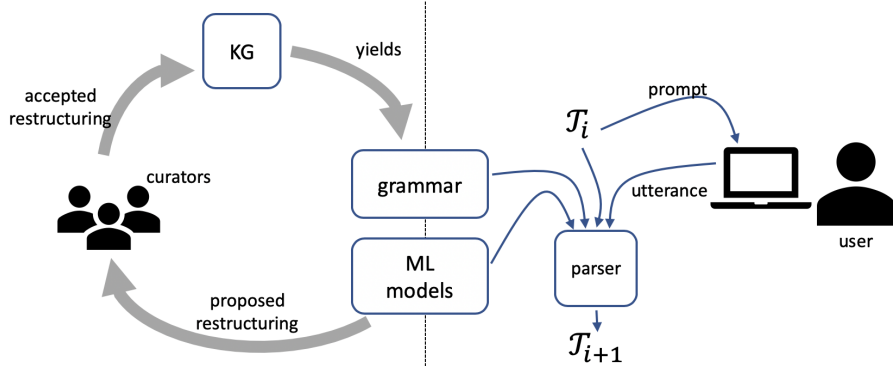 KG
yields
accepted
restructuring
prompt
𝒯i
curators
grammar
utterance
user
ML
models
parser
proposed
restructuring
𝒯i+1